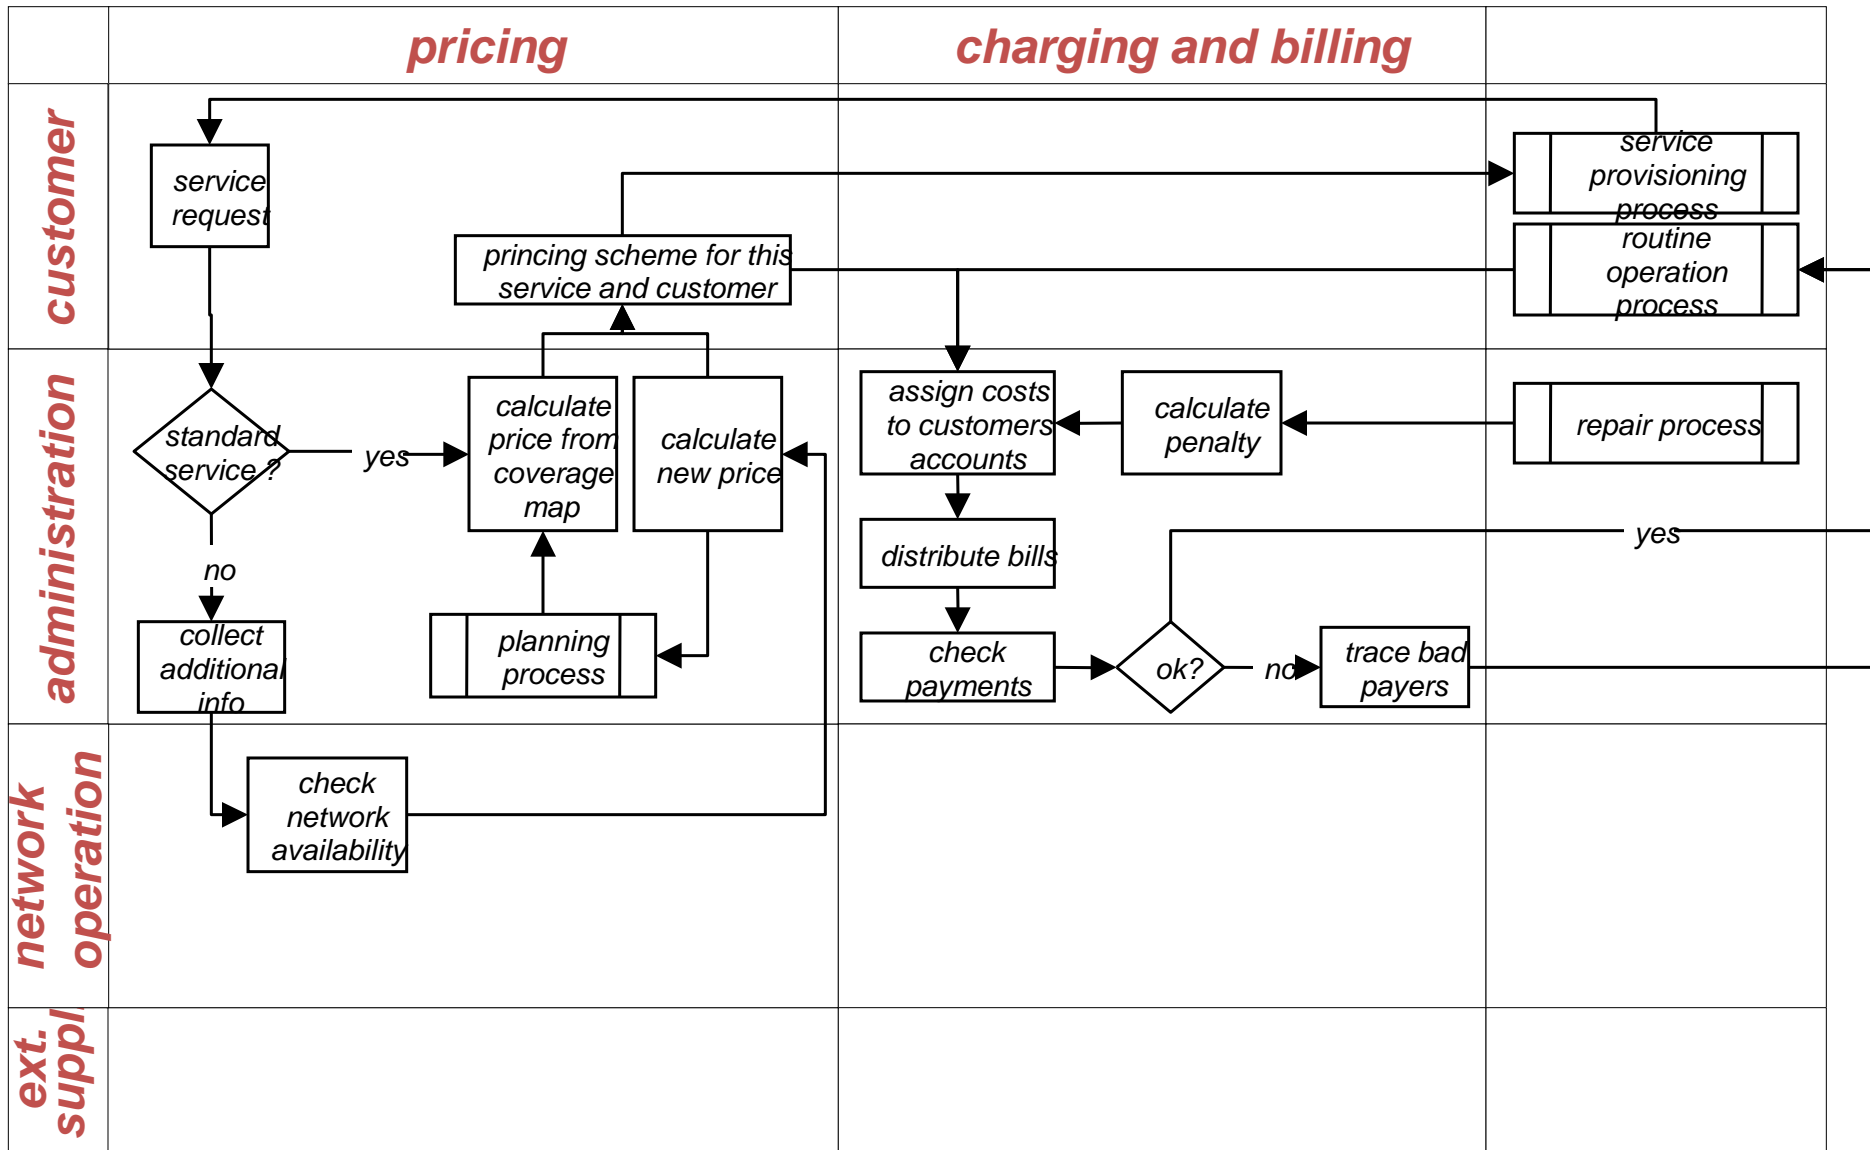 pricing
charging and billing
customer
service
request
princing scheme for this
service and customer
service
provisioning
process
routine
operation
process
administration
standard
service ?
yes
calculate
price from
coverage
map
calculate
new price
assign costs
to customers
accounts
calculate
penalty
repair process
no
distribute bills
yes
collect
additional
info
planning
process
check
payments
ok?
no
trace bad
payers
network
operation
check
network
availability
ext.
suppl